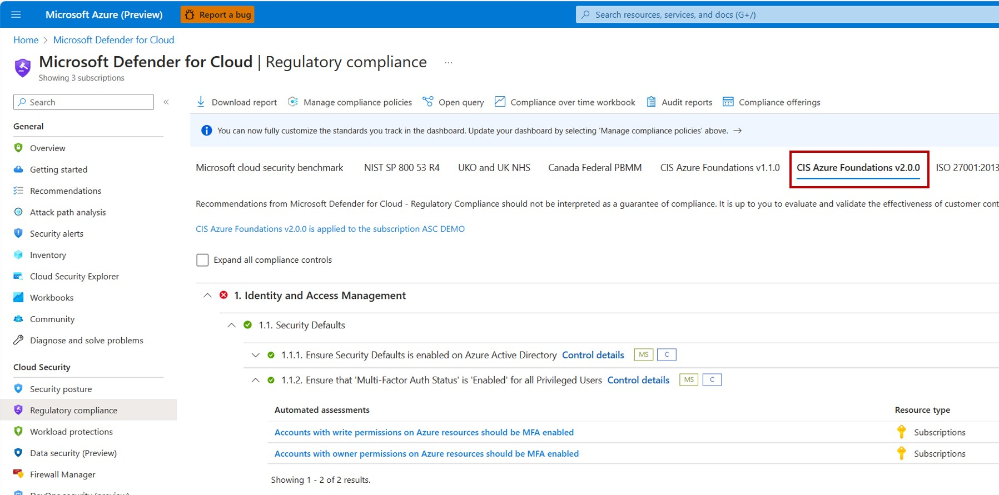 Microsoft Azure (Preview)
Report a bug
Search resources, services, and docs (G+/)
Home > Microsoft Defender for Cloud
Microsoft Defender for Cloud | Regulatory compliance ...
Showing 3 subscriptions
Search
«
General
Overview
Getting started
Recommendations
Attack path analysis
Security alerts
Inventory
Cloud Security Explorer
Workbooks
Community
Diagnose and solve problems
Cloud Security
Security posture
Regulatory compliance
Workload protections
Data security (Preview)
Firewall Manager
DevOps security (preview)
Download report
Manage compliance policies
Open query
Compliance over time workbook
Audit reports
Compliance offerings
You can now fully customize the standards you track in the dashboard. Update your dashboard by selecting 'Manage compliance policies' above. →
Microsoft cloud security benchmark
NIST SP 800 53 R4
UKO and UK NHS
Canada Federal PBMM
CIS Azure Foundations v1.1.0
CIS Azure Foundations v2.0.0
ISO 27001:2013
Recommendations from Microsoft Defender for Cloud - Regulatory Compliance should not be interpreted as a guarantee of compliance. It is up to you to evaluate and validate the effectiveness of customer cont
CIS Azure Foundations v2.0.0 is applied to the subscription ASC DEMO
Expand all compliance controls
1. Identity and Access Management
1.1. Security Defaults
1.1.1. Ensure Security Defaults is enabled on Azure Active Directory Control details MS C
1.1.2. Ensure that 'Multi-Factor Auth Status' is 'Enabled' for all Privileged Users Control details MS C
Automated assessments Resource type
Accounts with write permissions on Azure resources should be MFA enabled Subscriptions
Accounts with owner permissions on Azure resources should be MFA enabled Subscriptions
Showing 1 - 2 of 2 results.